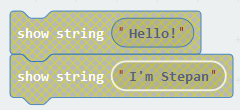 show string "Hello!"
show string "I'm Stepan"